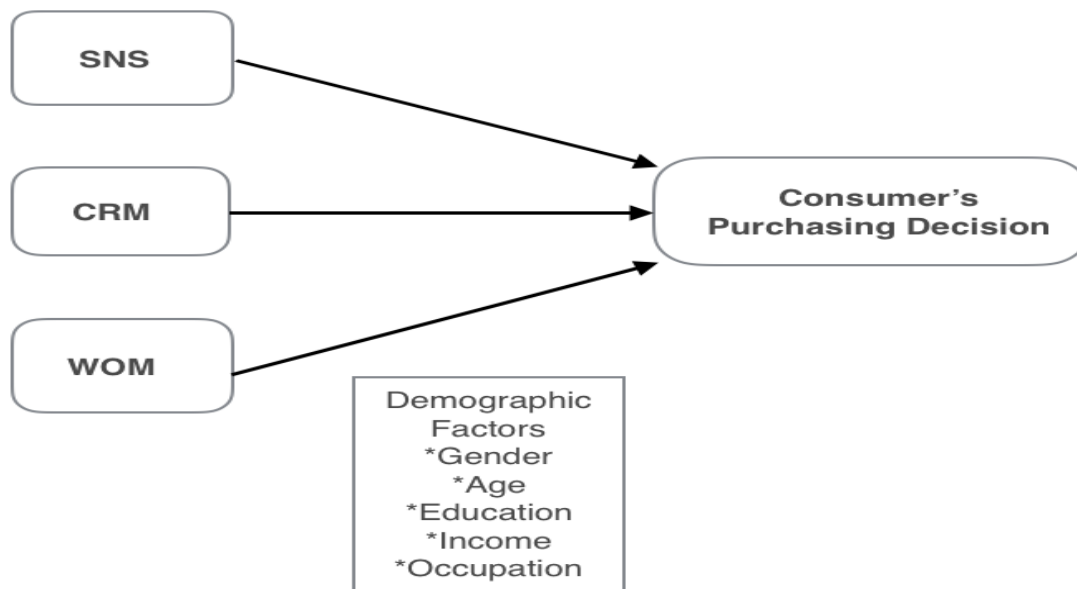 SNS
CRM
WOM
Consumer’s
Purchasing Decision
Demographic
Factors
*Gender
*Age
*Education
*Income
*Occupation